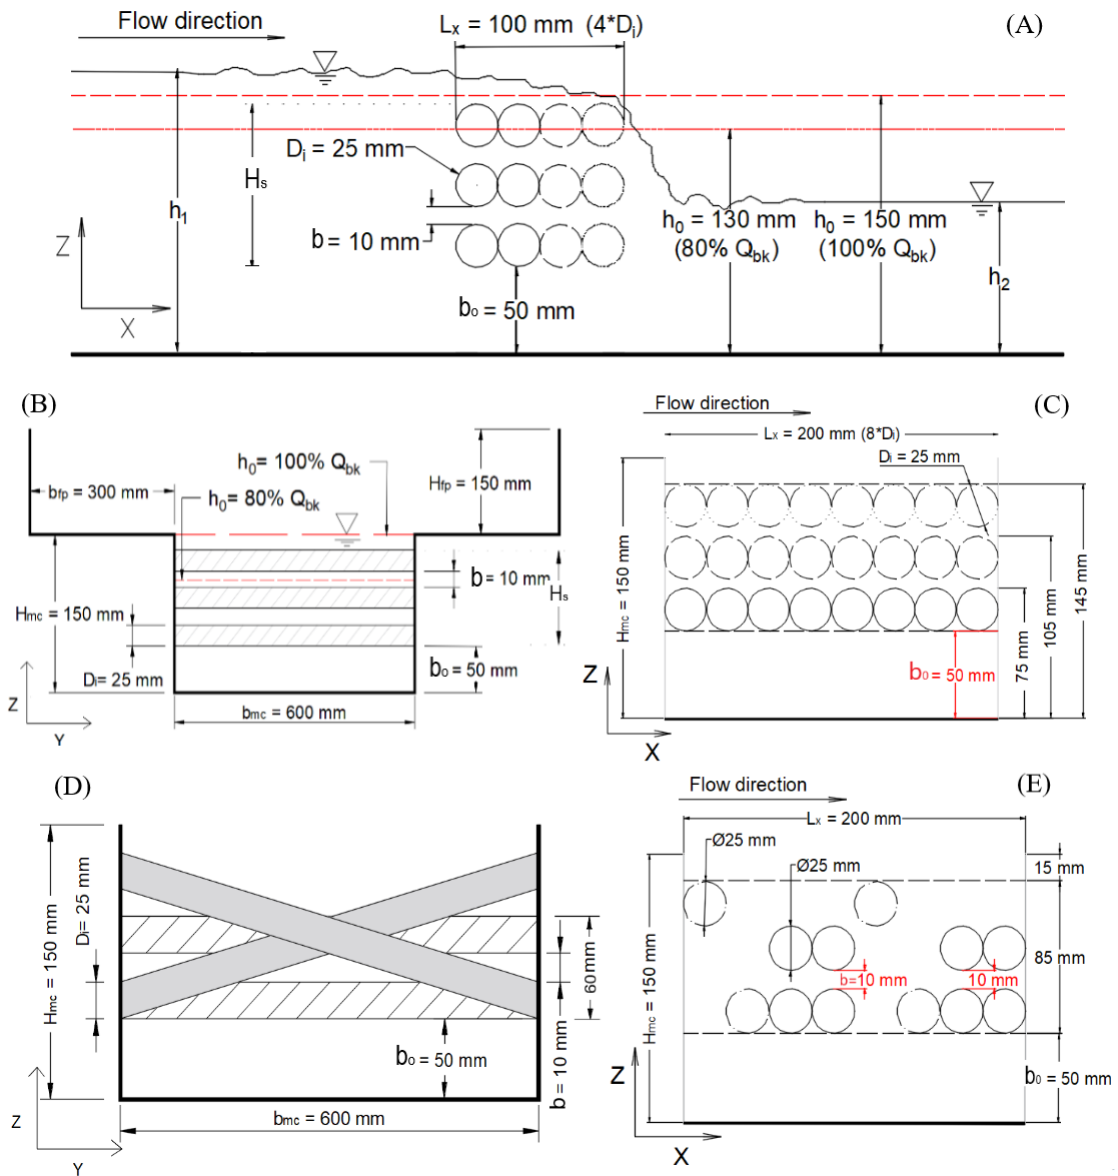 Flow direction
Lx = 100 mm (4*Di)
(A)
Di = 25 mm
Hs
h1
b = 10 mm
h0 = 130 mm
(80% Qbk)
h0 = 150 mm
(100% Qbk)
h2
Z
X
bo = 50 mm
(B)
h0= 100% Qbk
bfp = 300 mm
h0= 80% Qbk
Hfp = 150 mm
b = 10 mm
Hs
Hmc = 150 mm
Di= 25 mm
bo = 50 mm
bmc = 600 mm
Z
Y
Flow direction
(C)
Lx = 200 mm (8*Di)
Di = 25 mm
Hmc = 150 mm
b0 = 50 mm
75 mm
105 mm
145 mm
Z
X
(D)
Hmc = 150 mm
Di= 25 mm
60 mm
b = 10 mm
bo = 50 mm
bmc = 600 mm
Z
Y
Flow direction
(E)
Lx = 200 mm
Ø25 mm
Ø25 mm
15 mm
Hmc = 150 mm
b=10 mm
10 mm
85 mm
b0 = 50 mm
Z
X